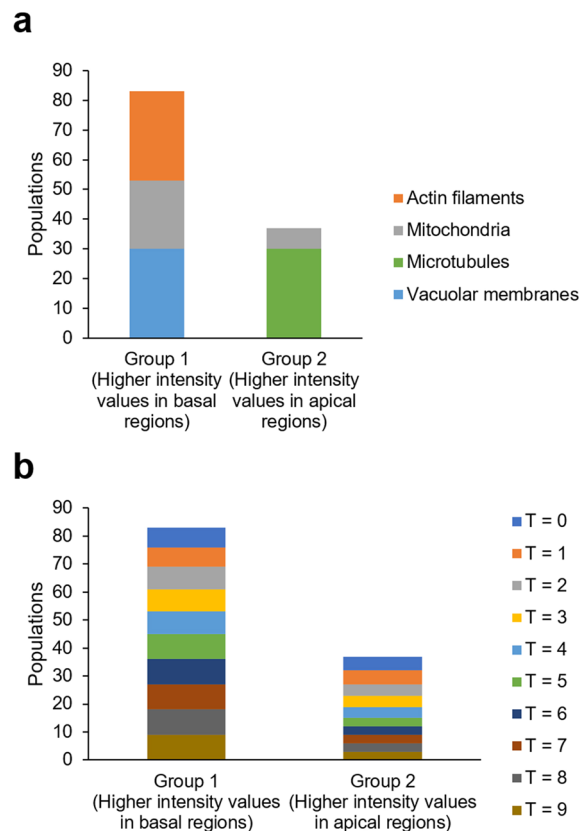 a
90
80
70
60
50
40
30
20
10
0
Populations
Group 1
(Higher intensity
values in basal
regions)
Group 2
(Higher intensity
values in apical
regions)
Actin filaments
Mitochondria
Microtubules
Vacuolar membranes
b
90
80
70
60
50
40
30
20
10
0
Populations
Group 1
(Higher intensity values
in basal regions)
Group 2
(Higher intensity values
in apical regions)
T = 0
T = 1
T = 2
T = 3
T = 4
T = 5
T = 6
T = 7
T = 8
T = 9